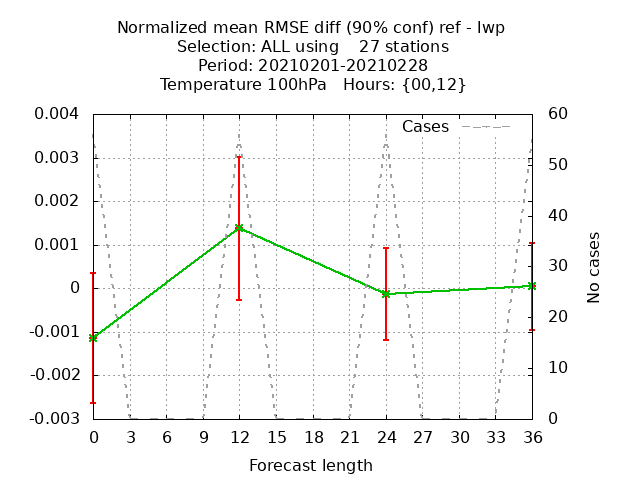 Normalized mean RMSE diff (90% conf) ref - lwp
Selection: ALL using    27 stations
Period: 20210201-20210228
Temperature 100hPa   Hours: {00,12}
Cases
0.004
0.003
0.002
0.001
0
-0.001
-0.002
-0.003
60
50
40
30
20
10
0
No cases
0 3 6 9 12 15 18 21 24 27 30 33 36
Forecast length